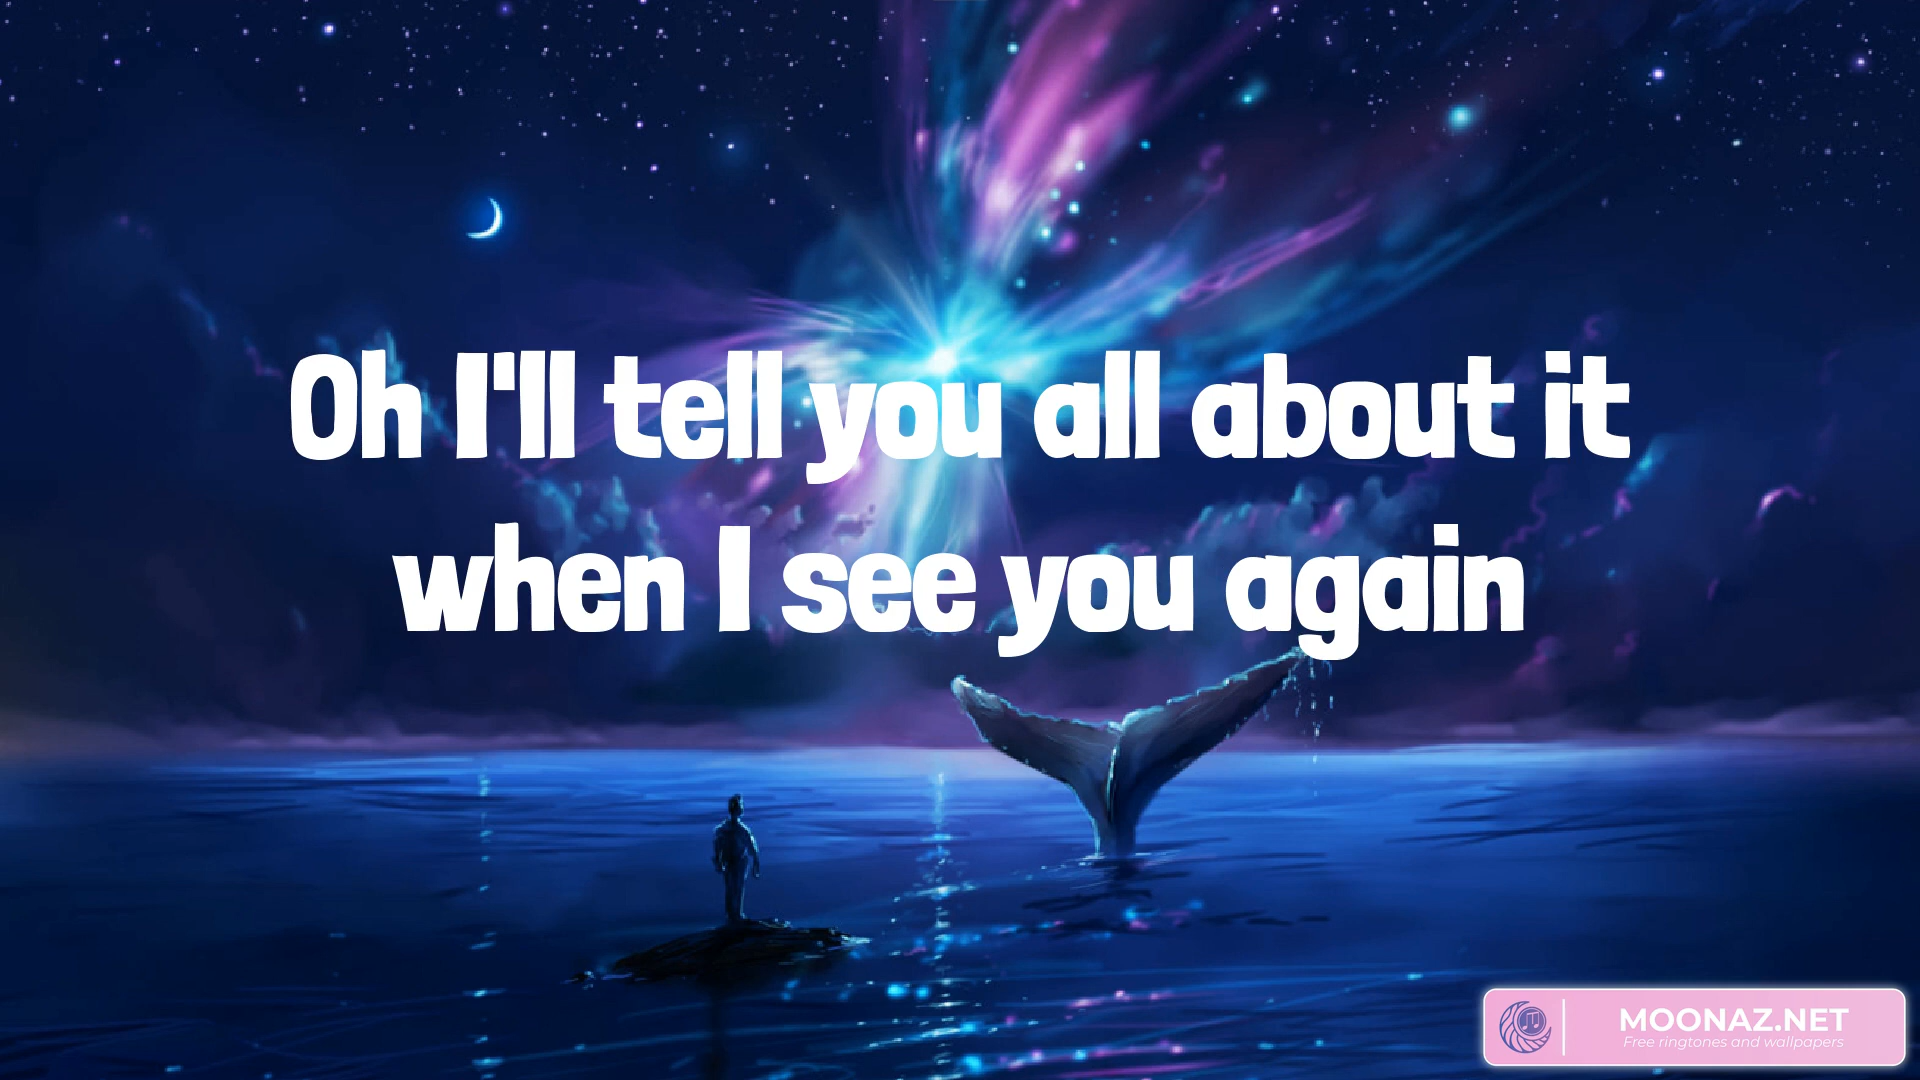 Oh I'll tell you all about it
when I see you again
MOONAZ.NET
Free ringtones and wallpapers